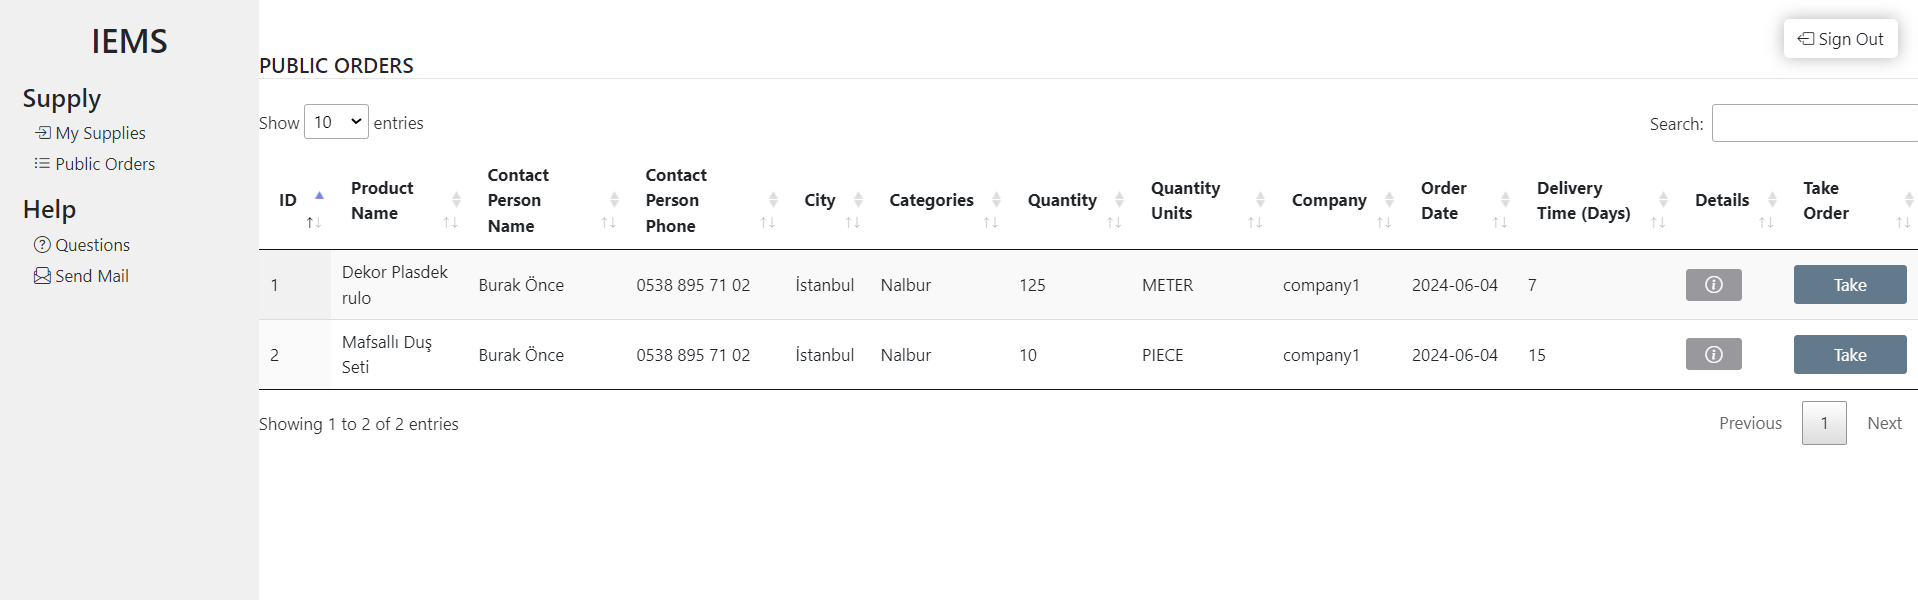 IEMS
Supply
My Supplies
Public Orders
Help
Questions
Send Mail
Sign Out
PUBLIC ORDERS
Show 10 entries
Search:
ID Product Name Contact Person Name Contact Person Phone City Categories Quantity Quantity Units Company Order Date Delivery Time (Days) Details Take Order
1 Dekor Plasdek rulo Burak Önce 0538 895 71 02 İstanbul Nalbur 125 METER company1 2024-06-04 7 Take
2 Mafsallı Duş Seti Burak Önce 0538 895 71 02 İstanbul Nalbur 10 PIECE company1 2024-06-04 15 Take
Showing 1 to 2 of 2 entries
Previous 1 Next